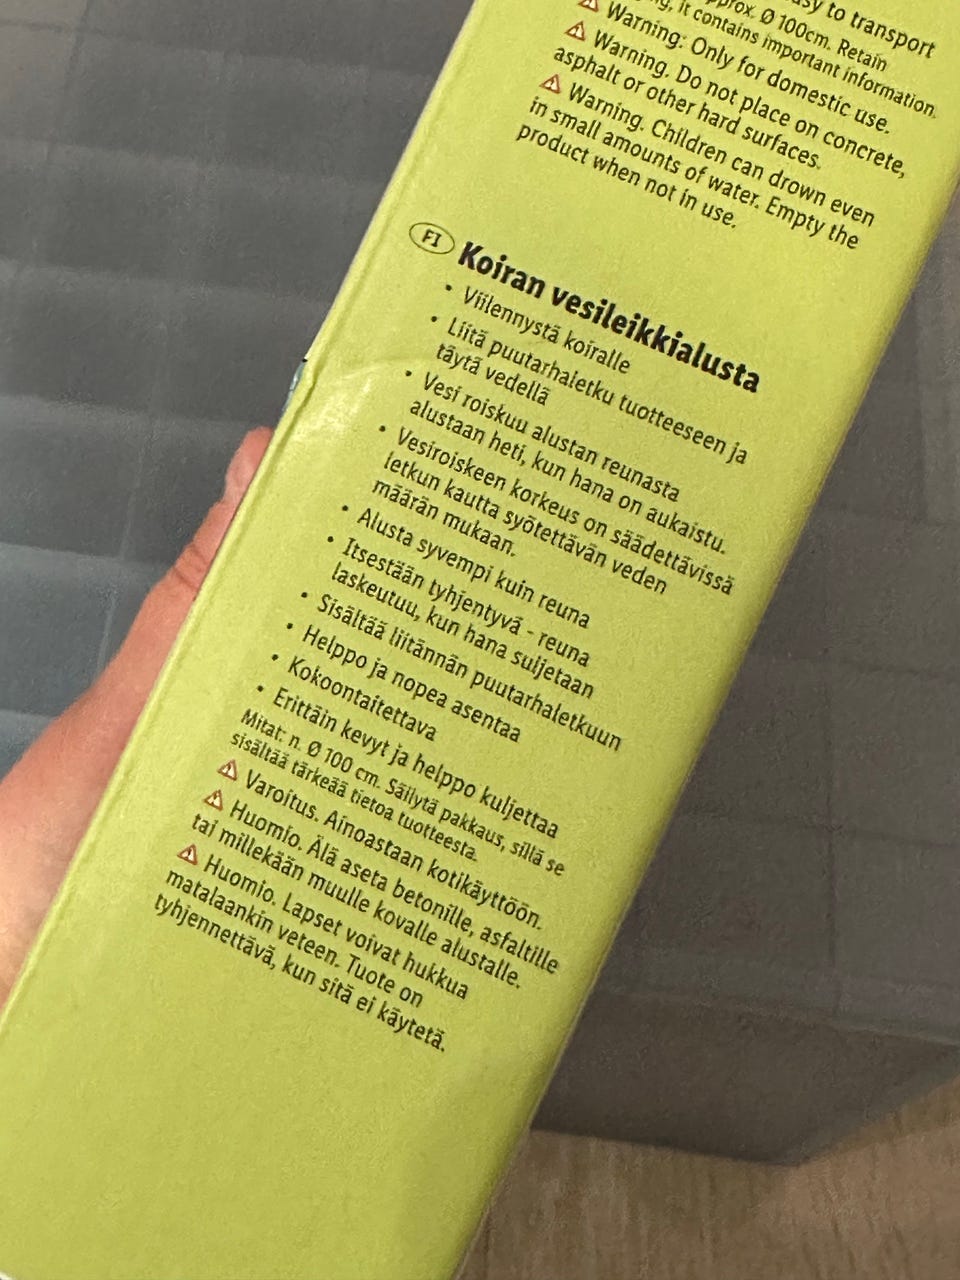 sy to transport
pprox. Ø 100cm. Retain
it contains important information.
Warning: Only for domestic use.
Warning. Do not place on concrete,
asphalt or other hard surfaces.
Warning. Children can drown even
in small amounts of water. Empty the
product when not in use.
FI Koiran vesileikkialusta
• Viilennystä koiralle
• Liitä puutarhaletku tuotteeseen ja
täytä vedellä
• Vesi roiskuu alustan reunasta
alustaan heti, kun hana on aukaistu.
• Vesiroiskeen korkeus on säädettävissä
letkun kautta syötettävän veden
määrän mukaan.
• Alusta syvempi kuin reuna
• Itsestään tyhjentyvä - reuna
laskeutuu, kun hana suljetaan
• Sisältää liitännän puutarhaletkuun
• Helppo ja nopea asentaa
• Kokoontaitettava
• Erittäin kevyt ja helppo kuljettaa
Mitat: n. Ø 100 cm. Säilytä pakkaus, sillä se
sisältää tärkeää tietoa tuotteesta.
Varoitus. Ainoastaan kotikäyttöön.
Huomio. Älä aseta betonille, asfaltille
tai millekään muulle kovalle alustalle.
Huomio. Lapset voivat hukkua
matalaankin veteen. Tuote on
tyhjennettävä, kun sitä ei käytetä.